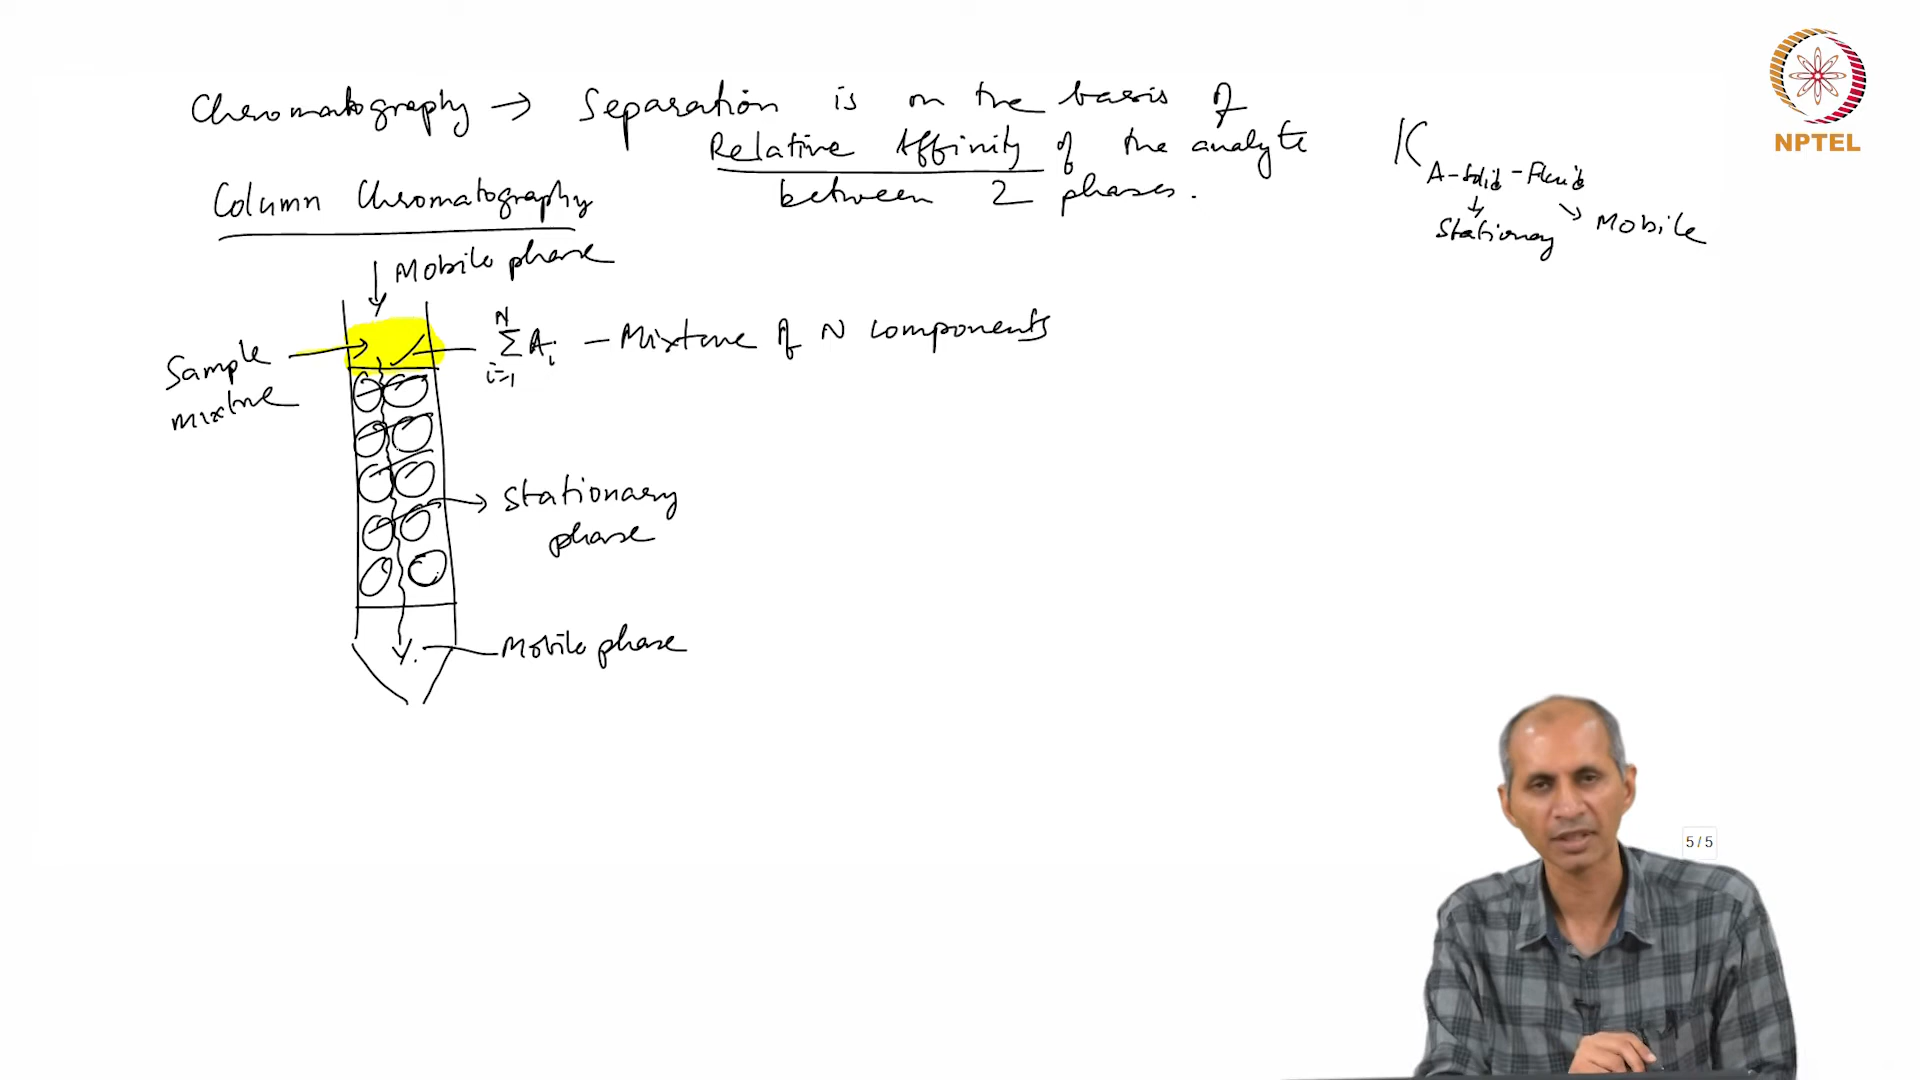 Chromatography → Separation is on the basis of
Relative Affinity of the analyte
between 2 phases.
K A-solid-Fluid
Stationary
Mobile
Column Chromatography
Mobile phase
Sample
mixture
N
∑ Ai – Mixture of N components
i=1
Stationary
phase
Mobile phase
NPTEL
5/5